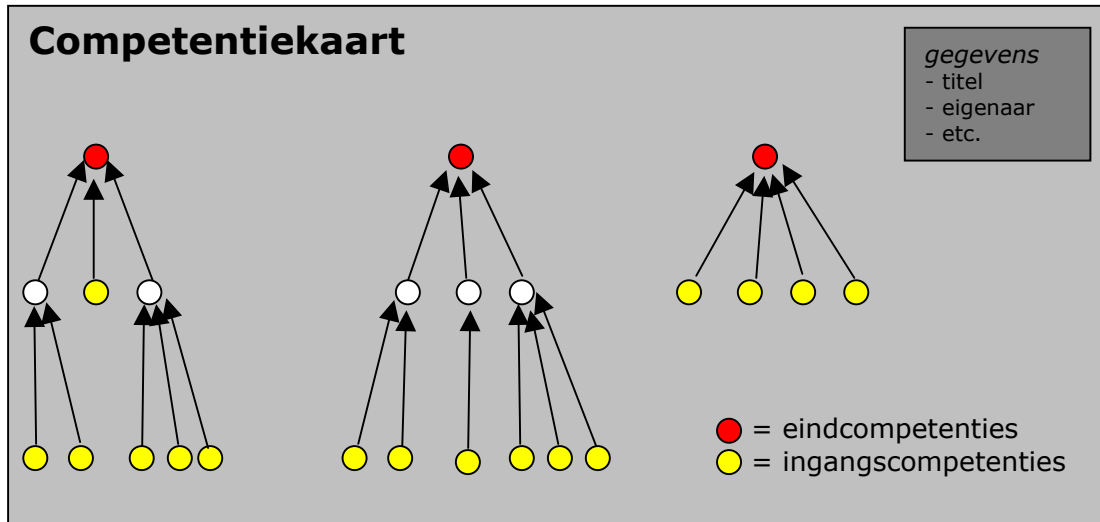 Competentiekaart
gegevens
- titel
- eigenaar
- etc.
= eindcompetenties
= ingangscompetenties